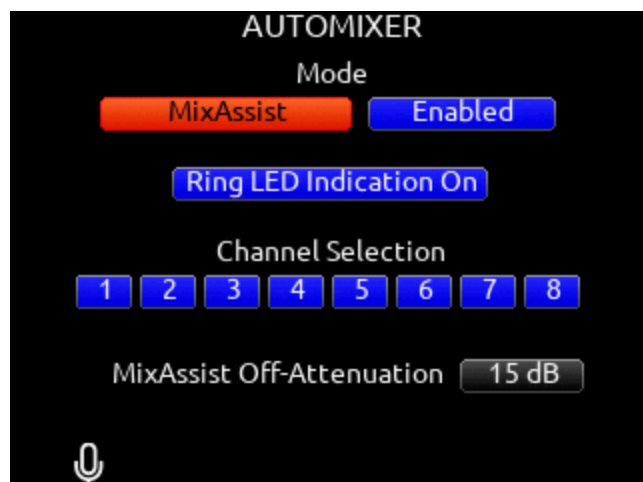 AUTOMIXER
Mode
MixAssist Enabled
Ring LED Indication On
Channel Selection
1 2 3 4 5 6 7 8
MixAssist Off-Attenuation 15 dB